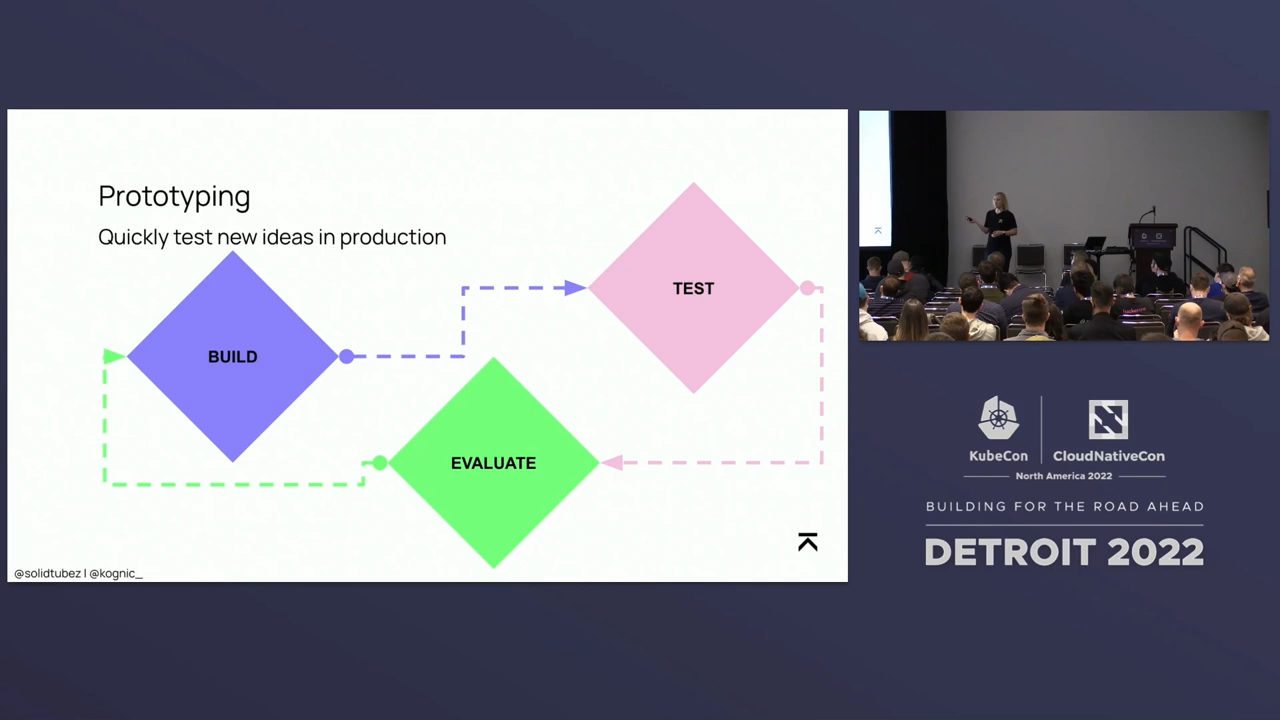 Prototyping
Quickly test new ideas in production
BUILD
TEST
EVALUATE
@solidtubez | @kognic_
KubeCon
CloudNativeCon
North America 2022
BUILDING FOR THE ROAD AHEAD
DETROIT 2022